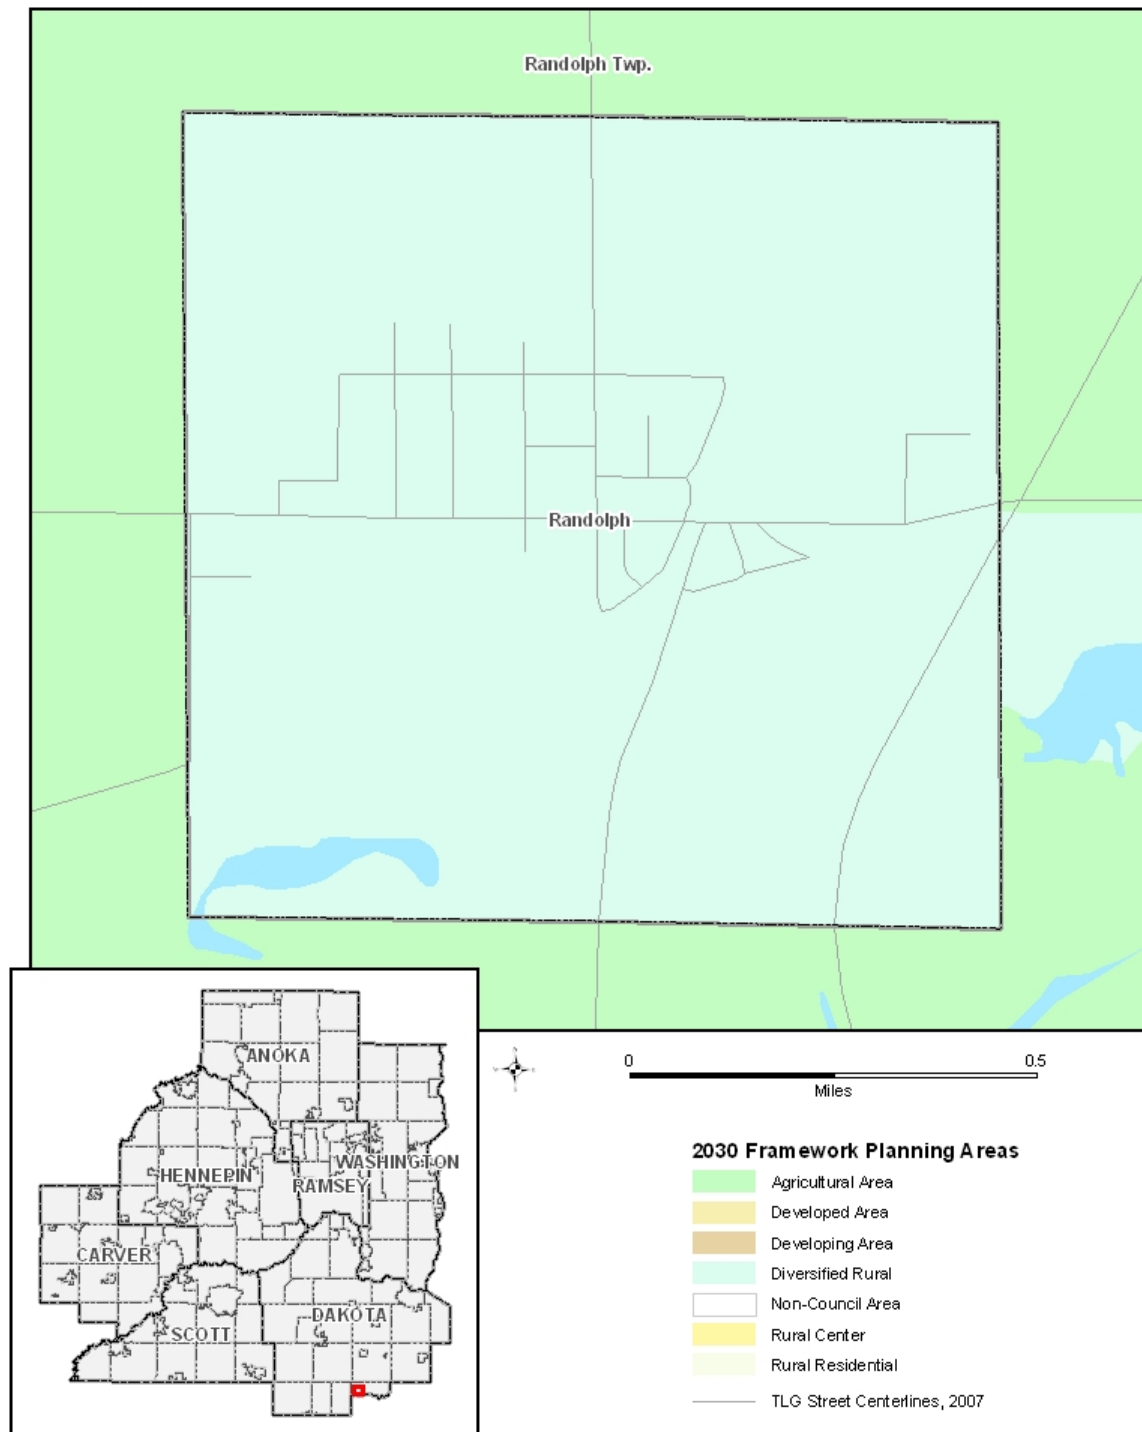 Randolph Twp.
Randolph
ANOKA
WASHINGTON
HENNEPIN
RAMSEY
CARVER
DAKOTA
SCOTT
0 0.5
Miles
2030 Framework Planning Areas
Agricultural Area
Developed Area
Developing Area
Diversified Rural
Non-Council Area
Rural Center
Rural Residential
TLG Street Centerlines, 2007